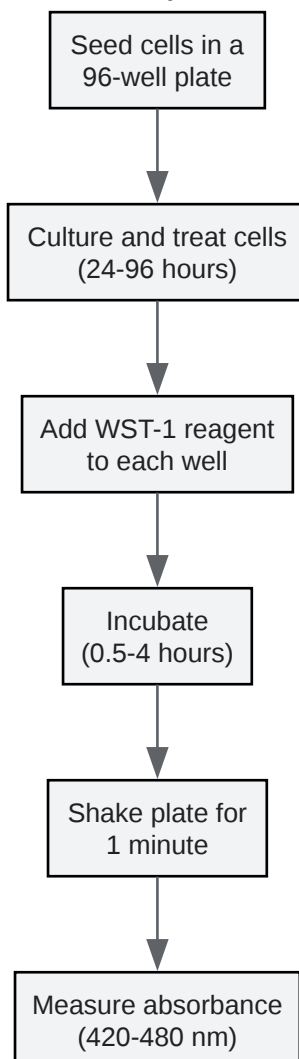 Seed cells in a
96-well plate
Culture and treat cells
(24-96 hours)
Add WST-1 reagent
to each well
Incubate
(0.5-4 hours)
Shake plate for
1 minute
Measure absorbance
(420-480 nm)